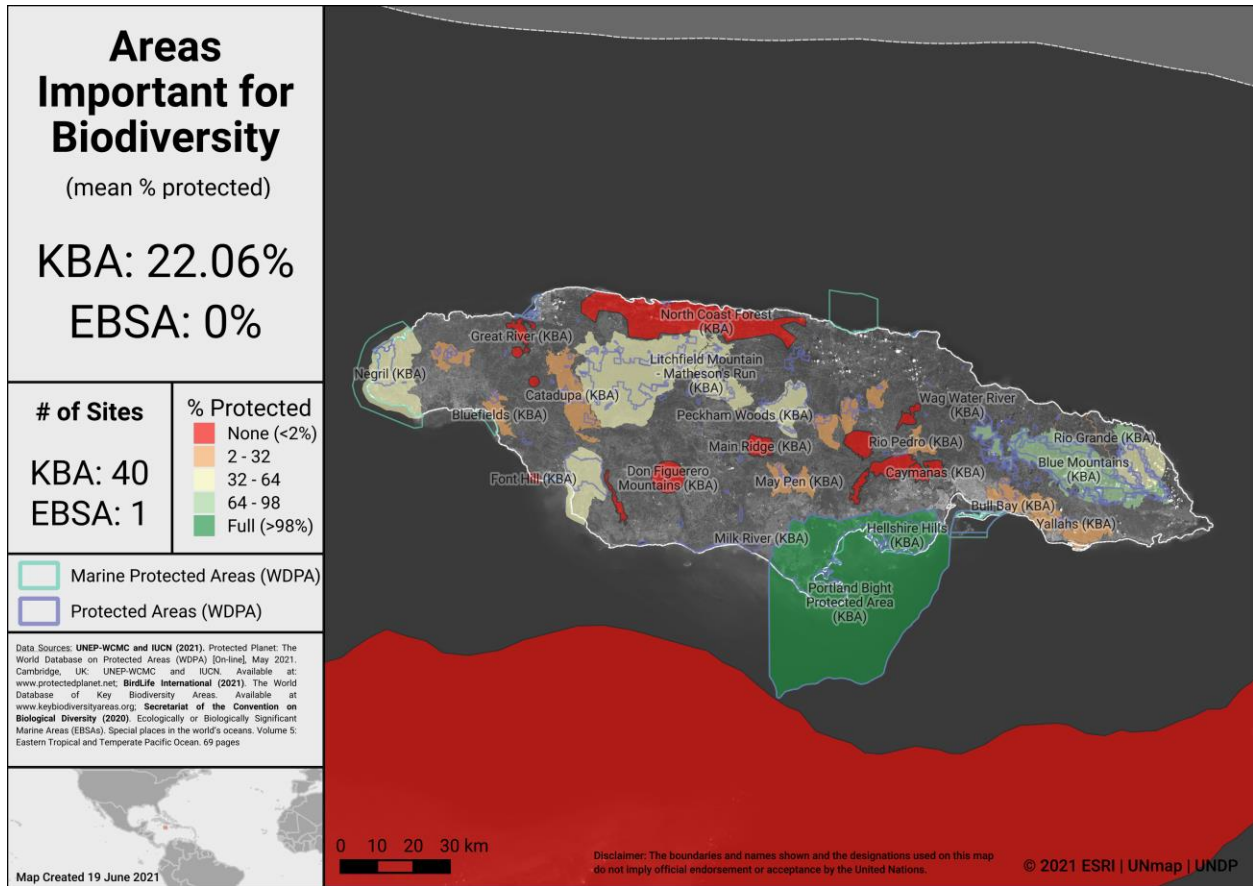 Areas
Important for
Biodiversity
(mean % protected)
KBA: 22.06%
EBSA: 0%
# of Sites
KBA: 40
EBSA: 1
% Protected
None (<2%)
2 - 32
32 - 64
64 - 98
Full (>98%)
Marine Protected Areas (WDPA)
Protected Areas (WDPA)
Data Sources: UNEP-WCMC and IUCN (2021). Protected Planet: The
World Database on Protected Areas (WDPA) [On-line], May 2021.
Cambridge, UK: UNEP-WCMC and IUCN. Available at:
www.protectedplanet.net; BirdLife International (2021). The World
Database of Key Biodiversity Areas. Available at
www.keybiodiversityareas.org; Secretariat of the Convention on
Biological Diversity (2020). Ecologically or Biologically Significant
Marine Areas (EBSAs). Special places in the world's oceans. Volume 5:
Eastern Tropical and Temperate Pacific Ocean. 69 pages
Map Created 19 June 2021
North Coast Forest
(KBA)
Great River (KBA)
Negril (KBA)
Litchfield Mountain
- Matheson's Run
(KBA)
Catadupa (KBA)
Bluefields (KBA)
Peckham Woods (KBA)
Wag Water River
(KBA)
Main Ridge (KBA)
Rio Pedro (KBA)
Rio Grande (KBA)
Blue Mountains
(KBA)
Font Hill (KBA)
Don Figuerero
Mountains (KBA)
May Pen (KBA)
Caymanas (KBA)
Bull Bay (KBA)
Yallahs (KBA)
Milk River (KBA)
Hellshire Hills
(KBA)
Portland Bight
Protected Area
(KBA)
0 10 20 30 km
Disclaimer: The boundaries and names shown and the designations used on this map
do not imply official endorsement or acceptance by the United Nations.
© 2021 ESRI | UNmap | UNDP